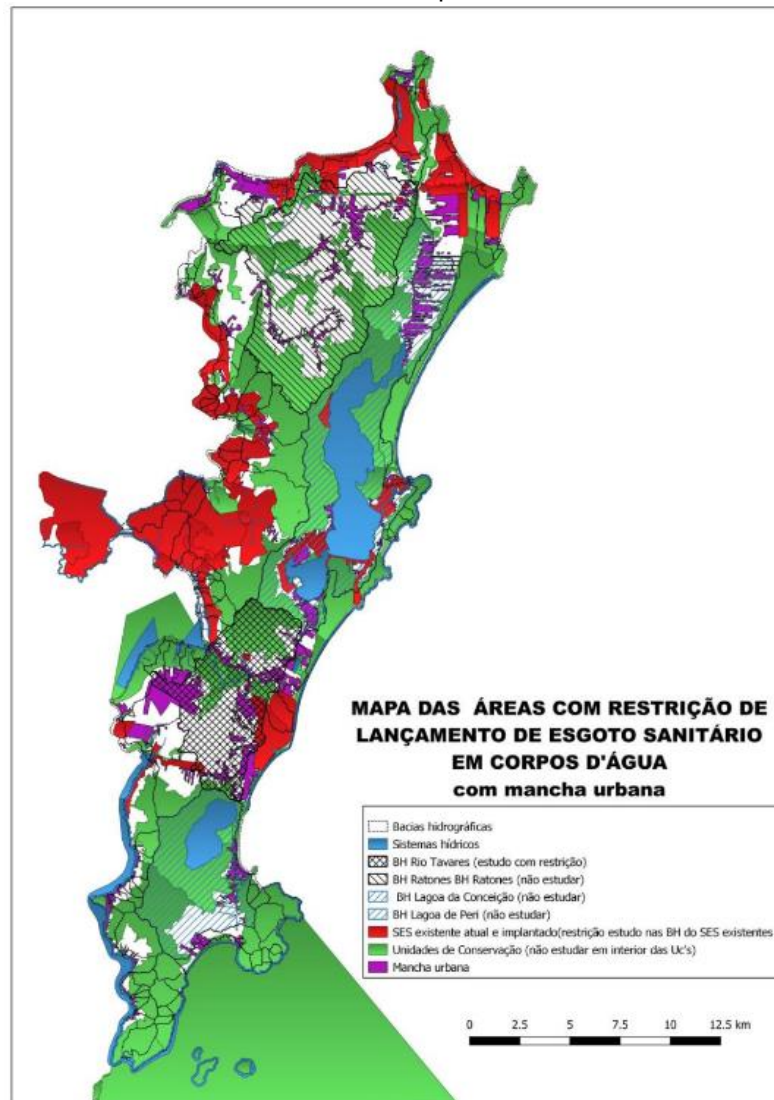 MAPA DAS ÁREAS COM RESTRIÇÃO DE
LANÇAMENTO DE ESGOTO SANITÁRIO
EM CORPOS D'ÁGUA
com mancha urbana
Bacias hidrográficas
Sistemas hídricos
BH Rio Tavares (estudo com restrição)
BH Ratones BH Ratones (não estudar)
BH Lagoa da Conceição (não estudar)
BH Lagoa de Peri (não estudar)
SES existente atual e implantado(restrição estudo nas BH do SES existentes
Unidades de Conservação (não estudar em interior das Uc's)
Mancha urbana
0 2.5 5 7.5 10 12.5 km